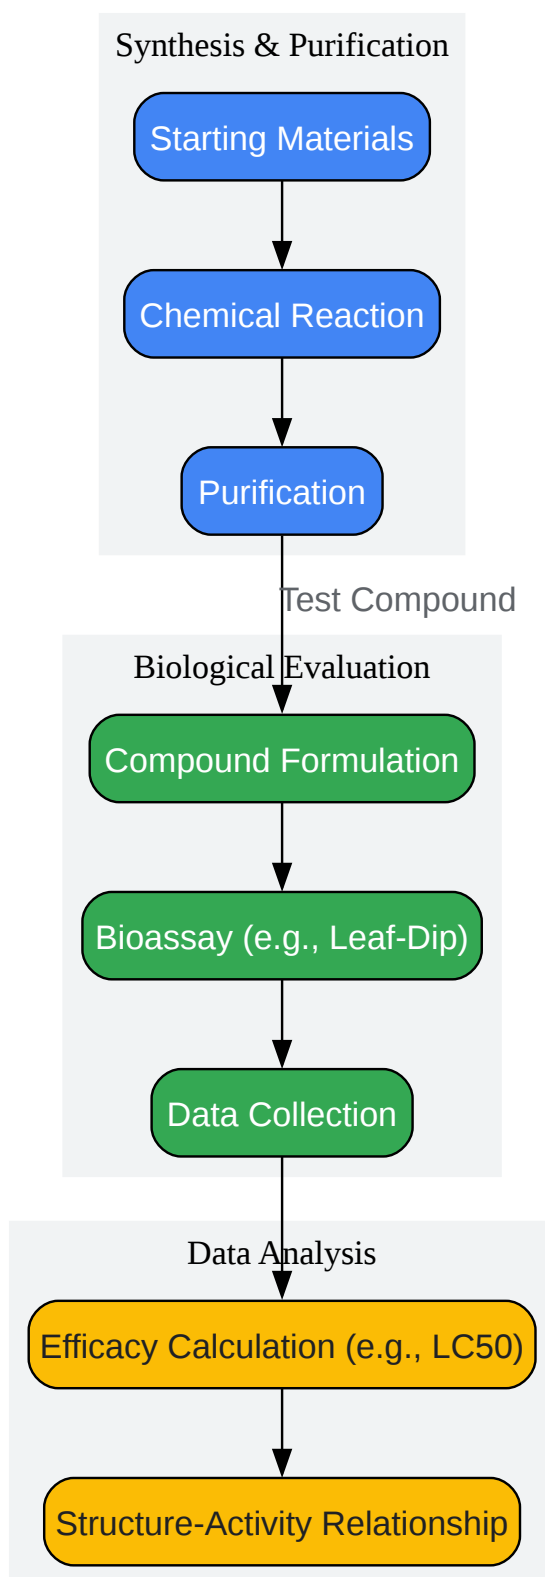 Synthesis & Purification
Starting Materials
Chemical Reaction
Purification
Test Compound
Biological Evaluation
Compound Formulation
Bioassay (e.g., Leaf-Dip)
Data Collection
Data Analysis
Efficacy Calculation (e.g., LC50)
Structure-Activity Relationship